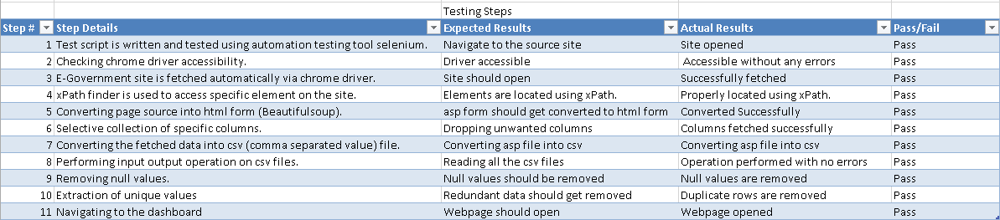 Testing Steps
Step # Step Details Expected Results Actual Results Pass/Fail
1 Test script is written and tested using automation testing tool selenium. Navigate to the source site Site opened Pass
2 Checking chrome driver accessibility. Driver accessible Accessible without any errors Pass
3 E-Government site is fetched automatically via chrome driver. Site should open Successfully fetched Pass
4 xPath finder is used to access specific element on the site. Elements are located using xPath. Properly located using xPath. Pass
5 Converting page source into html form (Beautifulsoup). asp form should get converted to html form Converted Successfully Pass
6 Selective collection of specific columns. Dropping unwanted columns Columns fetched successfully Pass
7 Converting the fetched data into csv (comma separated value) file. Converting asp file into csv Converting asp file into csv Pass
8 Performing input output operation on csv files. Reading all the csv files Operation performed with no errors Pass
9 Removing null values. Null values should be removed Null values are removed Pass
10 Extraction of unique values Redundant data should get removed Duplicate rows are removed Pass
11 Navigating to the dashboard Webpage should open Webpage opened Pass